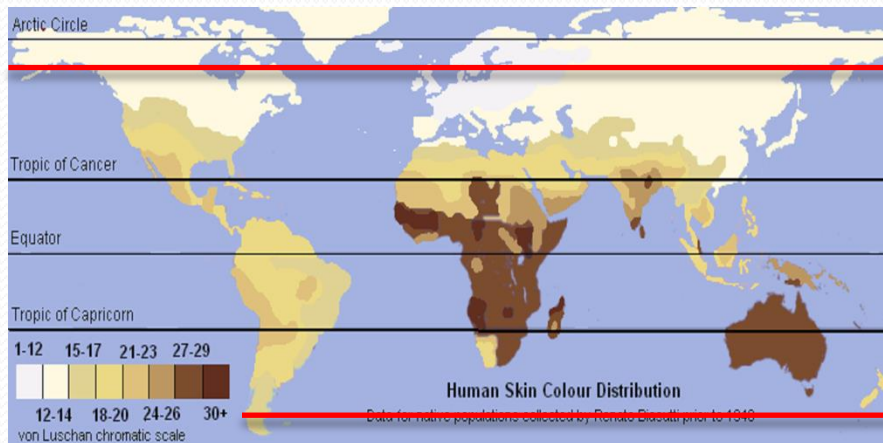 Arctic Circle
Tropic of Cancer
Equator
Tropic of Capricorn
1-12 15-17 21-23 27-29
12-14 18-20 24-26 30+
von Luschan chromatic scale
Human Skin Colour Distribution
Data for native populations collected by Renato Biasutti prior to 1940